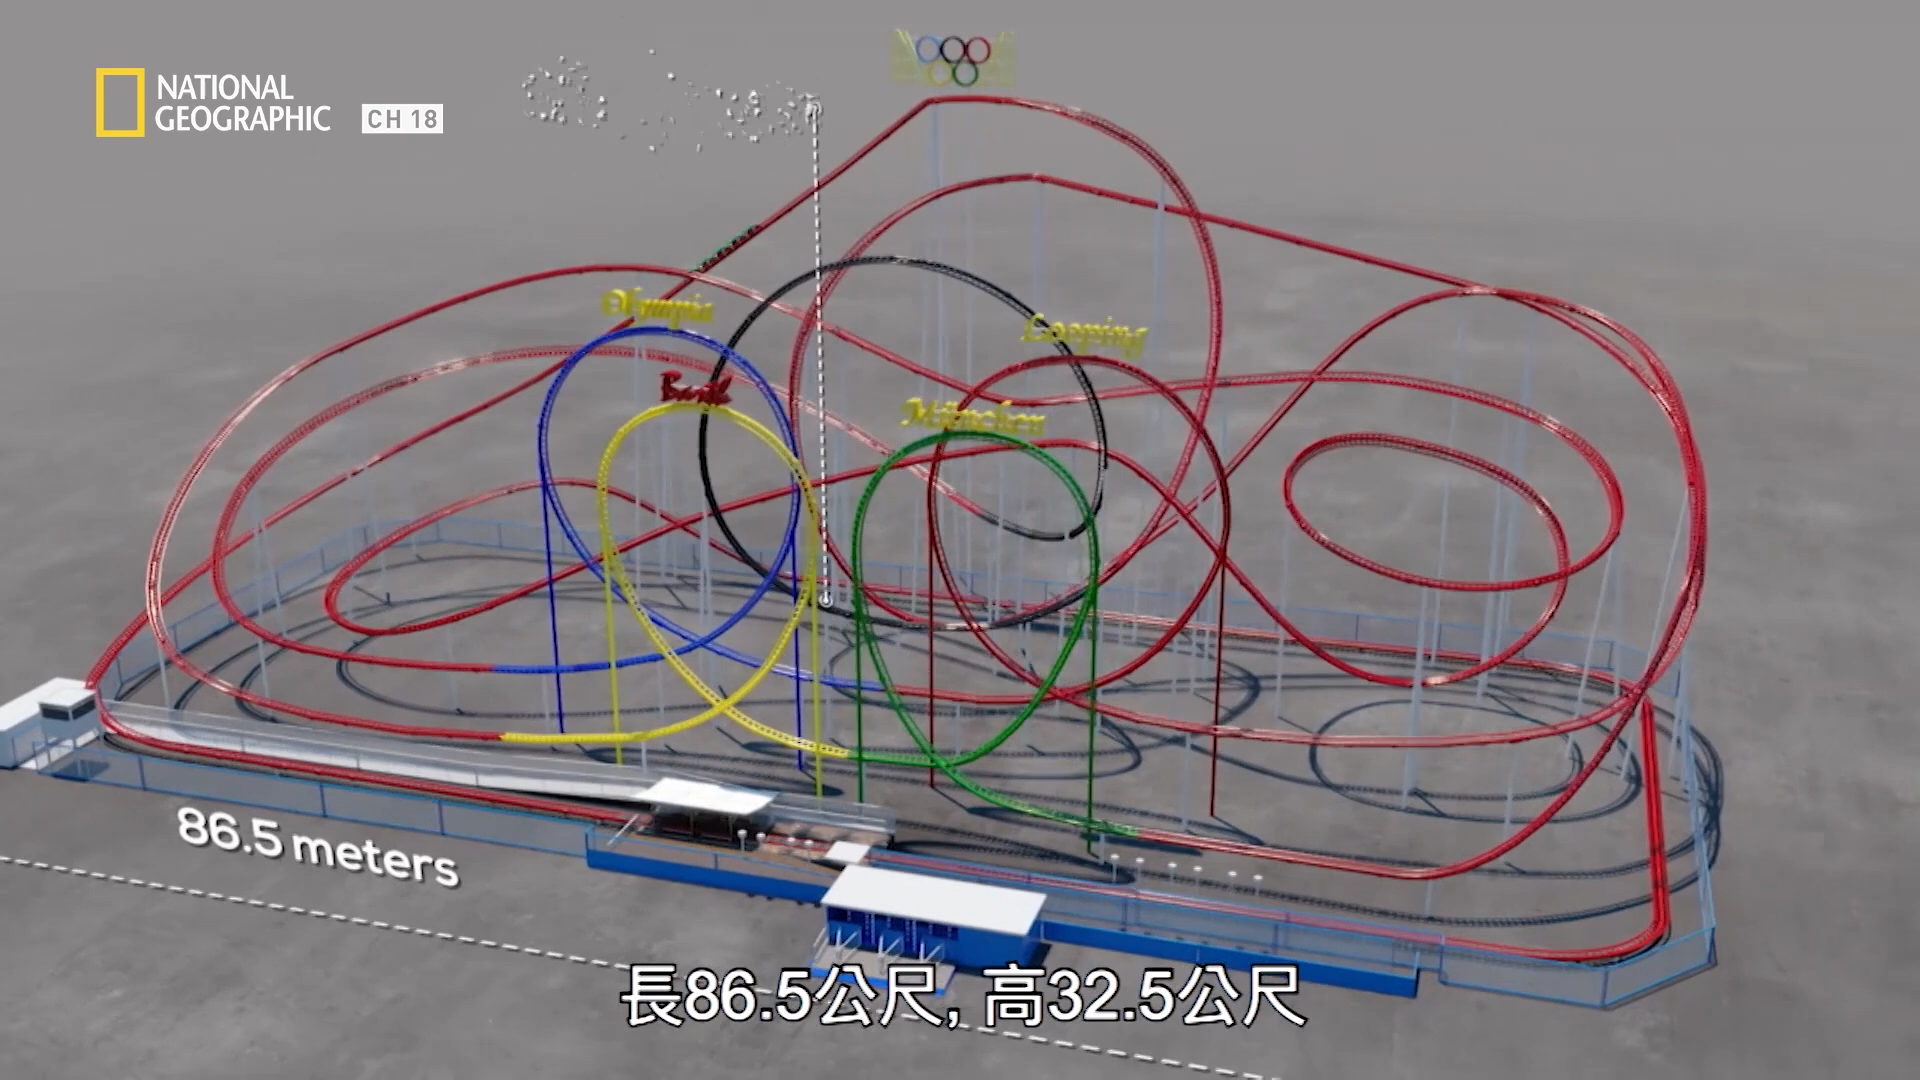 NATIONAL
GEOGRAPHIC
CH 18
Olympia
Looping
Barth
München
86.5 meters
長86.5公尺, 高32.5公尺